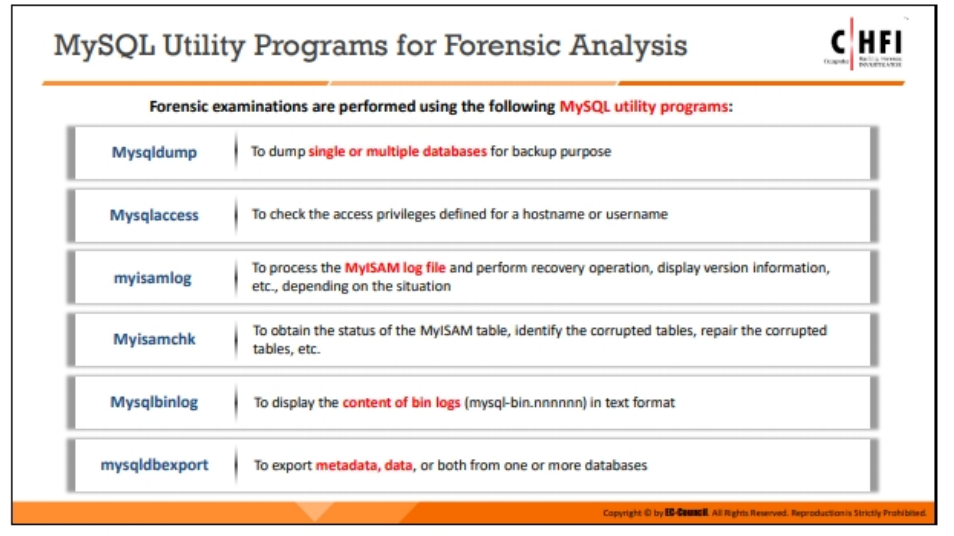 MySQL Utility Programs for Forensic Analysis
C HFI
Forensic examinations are performed using the following MySQL utility programs:
Mysqldump
To dump single or multiple databases for backup purpose
Mysqlaccess
To check the access privileges defined for a hostname or username
myisamlog
To process the MyISAM log file and perform recovery operation, display version information,
etc., depending on the situation
Myisamchk
To obtain the status of the MyISAM table, identify the corrupted tables, repair the corrupted
tables, etc.
Mysqlbinlog
To display the content of bin logs (mysql-bin.nnnnnn) in text format
mysqldbexport
To export metadata, data, or both from one or more databases
Copyright © by EC-Council. All Rights Reserved. Reproduction is Strictly Prohibited.